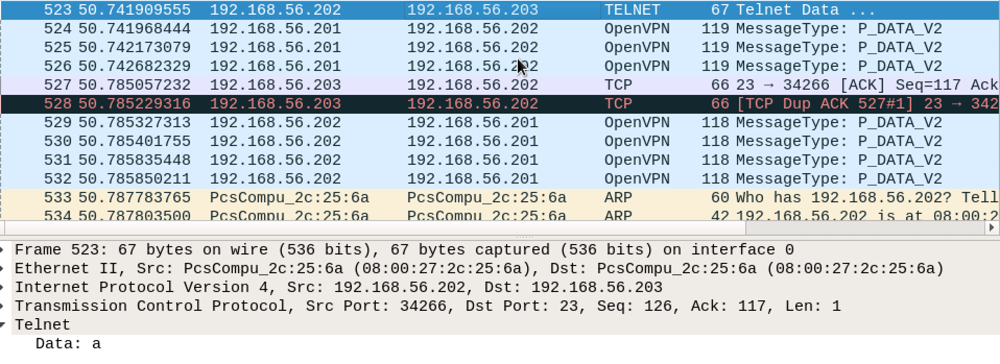 523 50.741909555 192.168.56.202 192.168.56.203 TELNET 67 Telnet Data ...
524 50.741968444 192.168.56.201 192.168.56.202 OpenVPN 119 MessageType: P_DATA_V2
525 50.742173079 192.168.56.201 192.168.56.202 OpenVPN 119 MessageType: P_DATA_V2
526 50.742682329 192.168.56.201 192.168.56.202 OpenVPN 119 MessageType: P_DATA_V2
527 50.785057232 192.168.56.203 192.168.56.202 TCP 66 23 → 34266 [ACK] Seq=117 Ack
528 50.785229316 192.168.56.203 192.168.56.202 TCP 66 [TCP Dup ACK 527#1] 23 → 342
529 50.785327313 192.168.56.202 192.168.56.201 OpenVPN 118 MessageType: P_DATA_V2
530 50.785401755 192.168.56.202 192.168.56.201 OpenVPN 118 MessageType: P_DATA_V2
531 50.785835448 192.168.56.202 192.168.56.201 OpenVPN 118 MessageType: P_DATA_V2
532 50.785850211 192.168.56.202 192.168.56.201 OpenVPN 118 MessageType: P_DATA_V2
533 50.787783765 PcsCompu_2c:25:6a PcsCompu_2c:25:6a ARP 60 Who has 192.168.56.202? Tell
534 50.787803500 PcsCompu_2c:25:6a PcsCompu_2c:25:6a ARP 42 192.168.56.202 is at 08:00:2
Frame 523: 67 bytes on wire (536 bits), 67 bytes captured (536 bits) on interface 0
Ethernet II, Src: PcsCompu_2c:25:6a (08:00:27:2c:25:6a), Dst: PcsCompu_2c:25:6a (08:00:27:2c:25:6a)
Internet Protocol Version 4, Src: 192.168.56.202, Dst: 192.168.56.203
Transmission Control Protocol, Src Port: 34266, Dst Port: 23, Seq: 126, Ack: 117, Len: 1
Telnet
Data: a